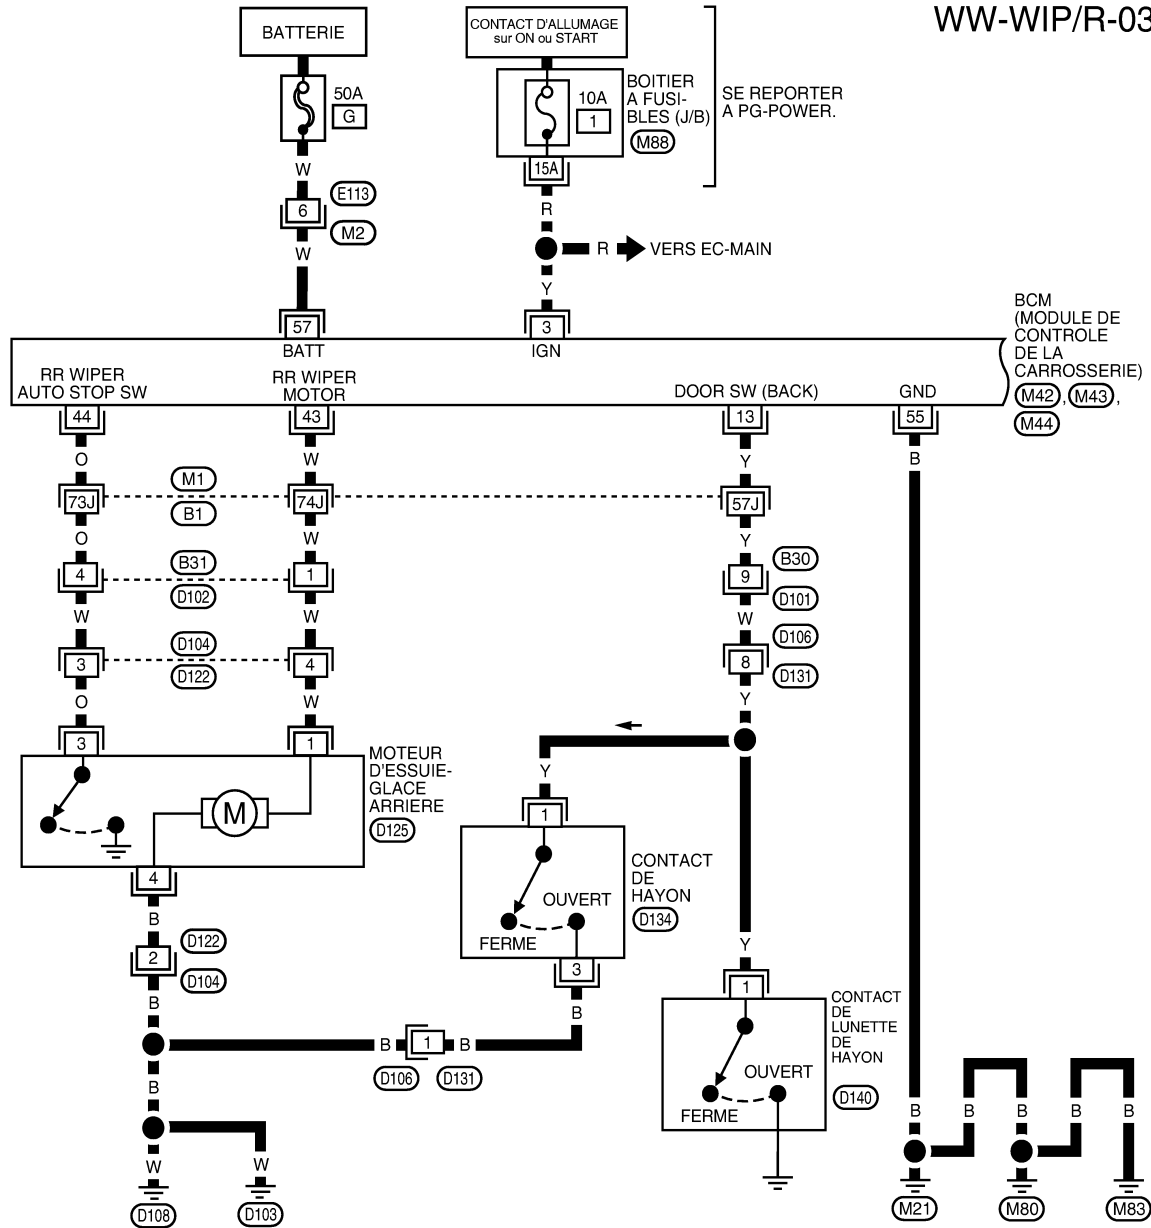 WW-WIP/R-03
BATTERIE
CONTACT D'ALLUMAGE
sur ON ou START
50A
G
10A
1
BOITIER
A FUSI-
BLES (J/B)
M88
SE REPORTER
A PG-POWER.
15A
W
R
6
E113
M2
W
R
VERS EC-MAIN
Y
57
3
BATT
IGN
BCM
(MODULE DE
CONTROLE
DE LA
CARROSSERIE)
M42, M43,
M44
RR WIPER
AUTO STOP SW
RR WIPER
MOTOR
DOOR SW (BACK)
GND
44
43
13
55
O
W
Y
B
73J
M1
B1
74J
57J
O
W
Y
4
B31
D102
1
9
B30
D101
W
W
W
3
D104
D122
4
8
D106
D131
O
W
Y
3
1
MOTEUR
D'ESSUIE-
GLACE
ARRIERE
D125
M
Y
1
CONTACT
DE
HAYON
D134
OUVERT
FERME
4
B
2
D122
D104
3
B
B
B
1
B
D106
D131
Y
1
CONTACT
DE
LUNETTE
DE
HAYON
D140
OUVERT
FERME
B
W
W
D108
D103
B
B
B
B
B
M21
M80
M83